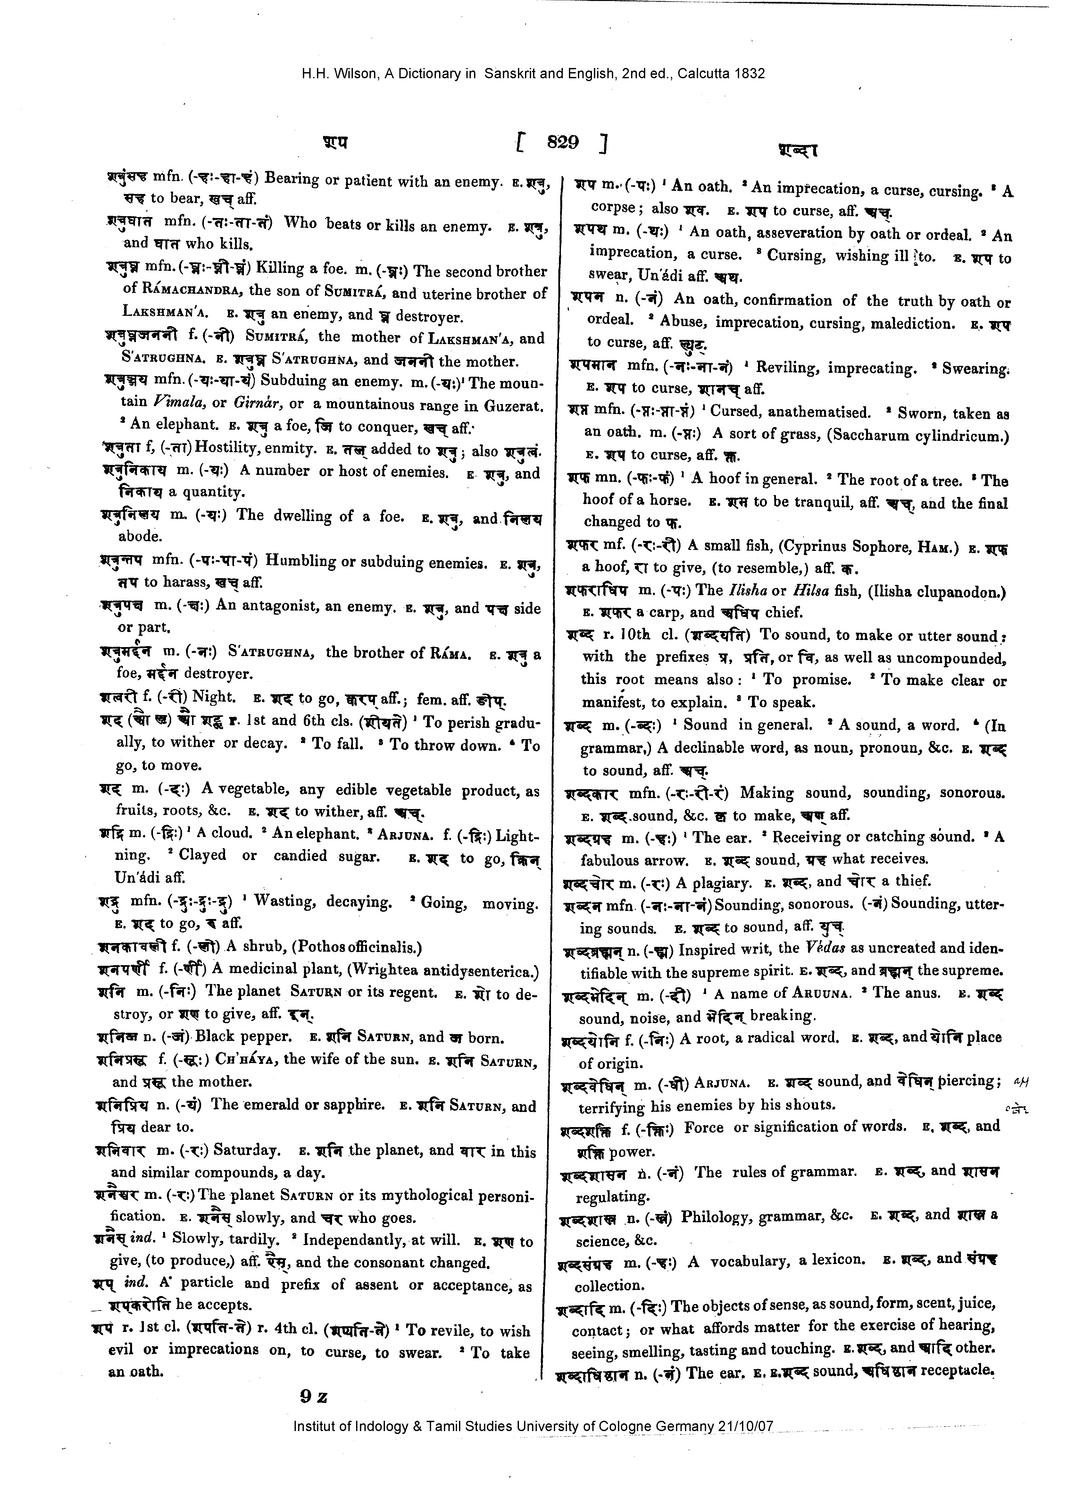 H.H. Wilson, A Dictionary in Sanskrit and English, 2nd ed., Calcutta 1832
शप [ 829 ] शब्दा
शत्रुंसह mfn. (-हः-हा-हं) Bearing or patient with an enemy. E. शत्रु,
सह to bear, खच् aff.
शत्रुघात mfn. (-तः-ता-तं) Who beats or kills an enemy. E. शत्रु,
and घात who kills.
शत्रुघ्न mfn. (-घ्नः-घ्नी-घ्नं) Killing a foe. m. (-घ्नः) The second brother
of RÁMACHANDRA, the son of SUMITRÁ, and uterine brother of
LAKSHMAN'A. E. शत्रु an enemy, and घ्न destroyer.
शत्रुघ्नजननी f. (-नी) SUMITRÁ, the mother of LAKSHMAN'A, and
S'ATRUGHNA. E. शत्रुघ्न S'ATRUGHNA, and जननी the mother.
शत्रुञ्जय mfn. (-यः-या-यं) Subduing an enemy. m. (-यः) ¹ The moun-
tain Vimala, or Girnár, or a mountainous range in Guzerat.
² An elephant. E. शत्रु a foe, जि to conquer, खच् aff.
शत्रुता f, (-ता) Hostility, enmity. E. तल् added to शत्रु; also शत्रुत्वं.
शत्रुनिकाय m. (-यः) A number or host of enemies. E शत्रु, and
निकाय a quantity.
शत्रुनिलय m. (-यः) The dwelling of a foe. E. शत्रु, and निलय
abode.
शत्रुन्तप mfn. (-पः-पा-पं) Humbling or subduing enemies. E. शत्रु,
तप to harass, खच् aff.
शत्रुपक्ष m. (-क्षः) An antagonist, an enemy. E. शत्रु, and पक्ष side
or part.
शत्रुमर्द्दन m. (-नः) S'ATRUGHNA, the brother of RÁMA. E. शत्रु a
foe, मर्द्दन destroyer.
शत्वरी f. (-री) Night. E. शद to go, क्वरप् aff.; fem. aff. ङीप्.
शद r. 1st and 6th cls. (शीयते) ¹ To perish gradu-
ally, to wither or decay. ² To fall. ³ To throw down. ⁴ To
go, to move.
शद m. (-दः) A vegetable, any edible vegetable product, as
fruits, roots, &c. E. शद to wither, aff. अच्.
शद्रि m. (-द्रिः) ¹ A cloud. ² An elephant. ³ ARJUNA. f. (-द्रिः) Light-
ning. ² Clayed or candied sugar. E. शद to go, क्रिन्
Un'ádi aff.
शद्रु mfn. (-द्रुः-द्रुः-द्रु) ¹ Wasting, decaying. ² Going, moving.
E. शद to go, रु aff.
शनकावली f. (-ली) A shrub, (Pothos officinalis.)
शनपर्णी f. (-र्णी) A medicinal plant, (Wrightea antidysenterica.)
शनि m. (-निः) The planet SATURN or its regent. E. शो to de-
stroy, or शण to give, aff. इन्.
शनिज n. (-जं) Black pepper. E. शनि SATURN, and ज born.
शनिप्रसू f. (-सूः) CH'HÁYA, the wife of the sun. E. शनि SATURN,
and प्रसू the mother.
शनिप्रिय n. (-यं) The emerald or sapphire. E. शनि SATURN, and
प्रिय dear to.
शनिवार m. (-रः) Saturday. E. शनि the planet, and वार in this
and similar compounds, a day.
शनैश्चर m. (-रः) The planet SATURN or its mythological personi-
fication. E. शनैस् slowly, and चर who goes.
शनैस् ind. ¹ Slowly, tardily. ² Independantly, at will. E. शण to
give, (to produce,) aff. ऐस्, and the consonant changed.
शप् ind. A particle and prefix of assent or acceptance, as
शप्करोति he accepts.
शप r. 1st cl. (शपति-ते) r. 4th cl. (शप्यति-ते) ¹ To revile, to wish
evil or imprecations on, to curse, to swear. ² To take
an oath.
9 Z
शप m. (-पः) ¹ An oath. ² An imprecation, a curse, cursing. ³ A
corpse; also शव. E. शप to curse, aff. अच्.
शपथ m. (-थः) ¹ An oath, asseveration by oath or ordeal. ² An
imprecation, a curse. ³ Cursing, wishing ill to. E. शप to
swear, Un'ádi aff. अथ.
शपन n. (-नं) An oath, confirmation of the truth by oath or
ordeal. ² Abuse, imprecation, cursing, malediction. E. शप
to curse, aff. ल्युट्.
शपमान mfn. (-नः-ना-नं) ¹ Reviling, imprecating. ² Swearing.
E. शप to curse, शानच् aff.
शप्त mfn. (-प्तः-प्ता-प्तं) ¹ Cursed, anathematised. ² Sworn, taken as
an oath. m. (-प्तः) A sort of grass, (Saccharum cylindricum.)
E. शप to curse, aff. क्त.
शफ mn. (-फः-फं) ¹ A hoof in general. ² The root of a tree. ³ The
hoof of a horse. E. शम to be tranquil, aff. अच्, and the final
changed to फ.
शफर mf. (-रः-री) A small fish, (Cyprinus Sophore, HAM.) E. शफ
a hoof, रा to give, (to resemble,) aff. क.
शफराधिप m. (-पः) The Ilisha or Hilsa fish, (Ilisha clupanodon.)
E. शफर a carp, and अधिप chief.
शब्द r. 10th cl. (शब्दयति) To sound, to make or utter sound;
with the prefixes प्र, प्रति, or वि, as well as uncompounded,
this root means also: ¹ To promise. ² To make clear or
manifest, to explain. ³ To speak.
शब्द m. (-ब्दः) ¹ Sound in general. ² A sound, a word. ⁴ (In
grammar,) A declinable word, as noun, pronoun, &c. E. शब्द
to sound, aff. अच्.
शब्दकार mfn. (-रः-री-रं) Making sound, sounding, sonorous.
E. शब्द sound, &c. कृ to make, अण् aff.
शब्दग्रह m. (-हः) ¹ The ear. ² Receiving or catching sound. ³ A
fabulous arrow. E. शब्द sound, ग्रह what receives.
शब्दचोर m. (-रः) A plagiary. E. शब्द, and चोर a thief.
शब्दन mfn. (-नः-ना-नं) Sounding, sonorous. (-नं) Sounding, utter-
ing sounds. E. शब्द to sound, aff. युच्.
शब्दब्रह्मन् n. (-ह्म) Inspired writ, the Védas as uncreated and iden-
tifiable with the supreme spirit. E. शब्द, and ब्रह्मन् the supreme.
शब्दभेदिन् m. (-दी) ¹ A name of ARUUNA. ² The anus. E. शब्द
sound, noise, and भेदिन् breaking.
शब्दयोनि f. (-निः) A root, a radical word. E. शब्द, and योनि place
of origin.
शब्दवेधिन् m. (-धी) ARJUNA. E. शब्द sound, and वेधिन् piercing;
terrifying his enemies by his shouts.
शब्दशक्ति f. (-क्तिः) Force or signification of words. E. शब्द, and
शक्ति power.
शब्दशासन n. (-नं) The rules of grammar. E. शब्द, and शासन
regulating.
शब्दशास्त्र n. (-स्त्रं) Philology, grammar, &c. E. शब्द, and शास्त्र a
science, &c.
शब्दसंग्रह m. (-हः) A vocabulary, a lexicon. E. शब्द, and संग्रह
collection.
शब्दादि m. (-दिः) The objects of sense, as sound, form, scent, juice,
contact; or what affords matter for the exercise of hearing,
seeing, smelling, tasting and touching. E. शब्द, and आदि other.
शब्दाधिष्ठान n. (-नं) The ear. E. E. शब्द sound, अधिष्ठान receptacle.
Institut of Indology & Tamil Studies University of Cologne Germany 21/10/07